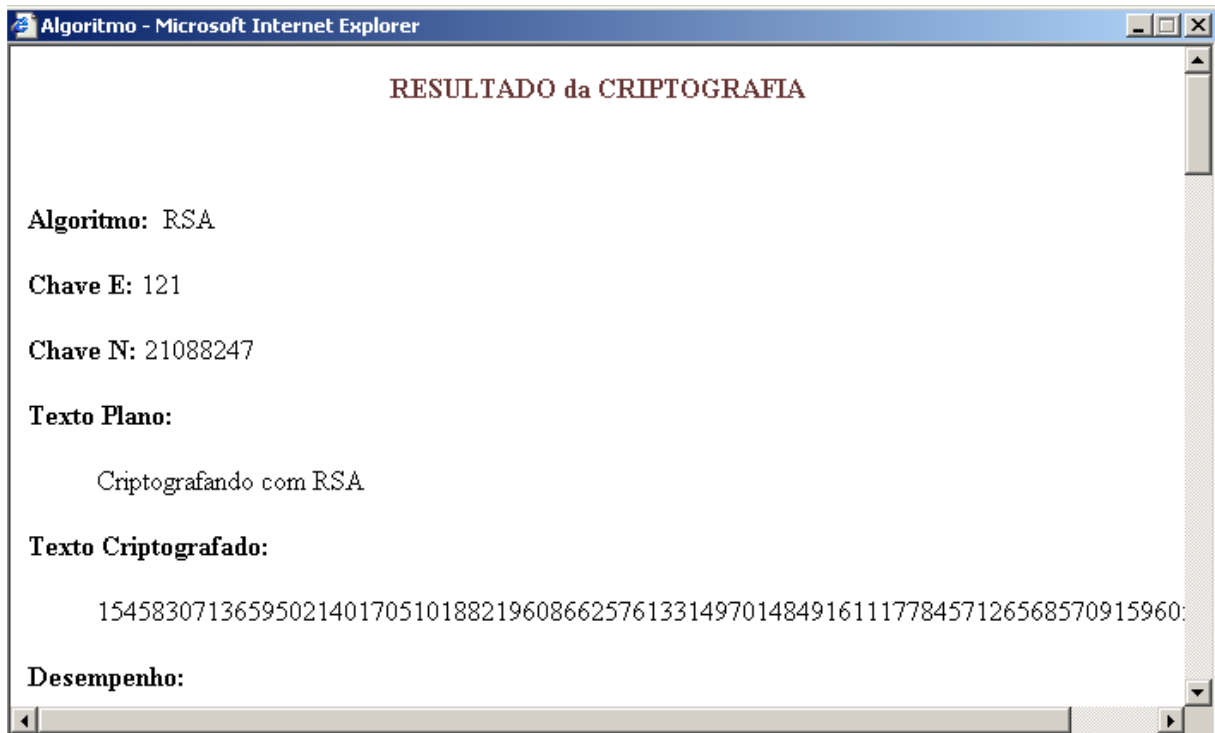 Algoritmo - Microsoft Internet Explorer
RESULTADO da CRIPTOGRAFIA
Algoritmo: RSA
Chave E: 121
Chave N: 21088247
Texto Plano:
Criptografando com RSA
Texto Criptografado:
1545830713659502140170510188219608662576133149701484916111778457126568570915960
Desempenho: